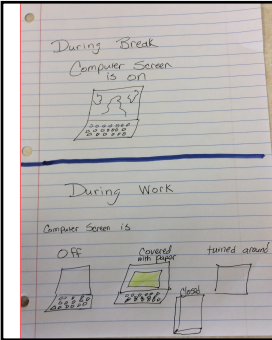 During Break
Computer Screen
is on
During Work
Computer Screen is
Off
Covered
with paper
turned around
Closed